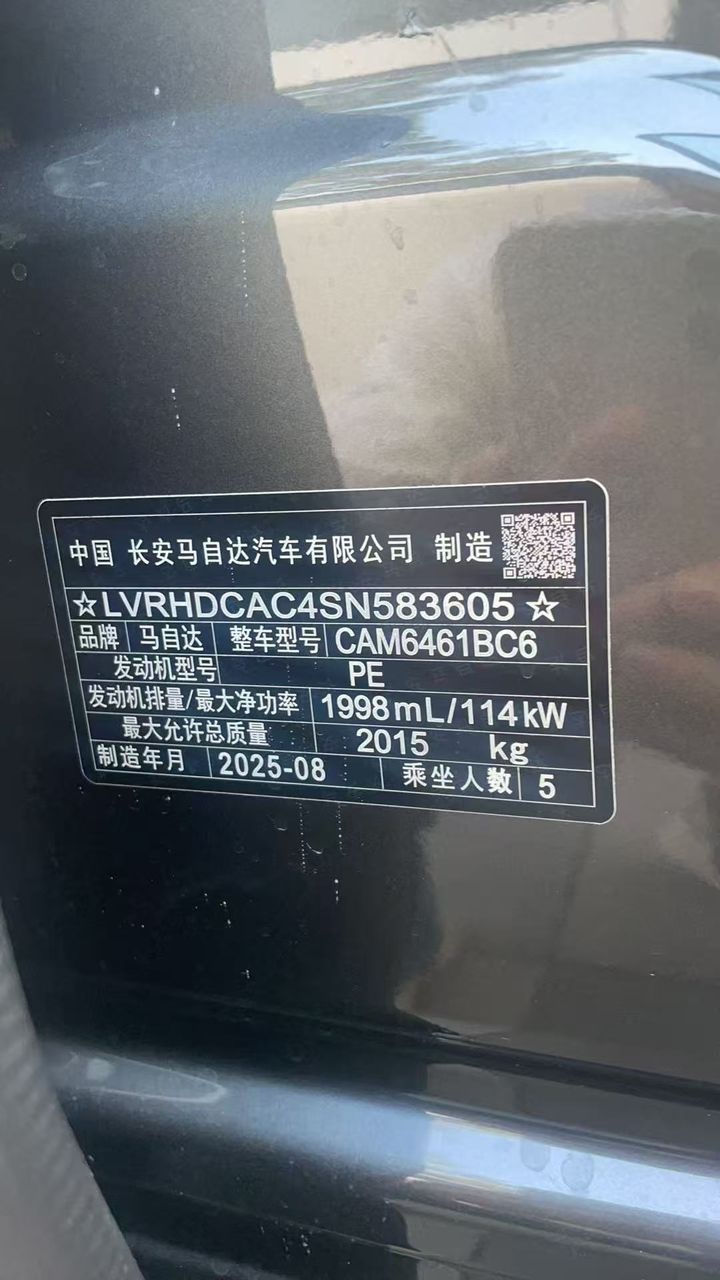 中国 长安马自达汽车有限公司 制造
☆LVRHDCAC4SN583605☆
品牌 马自达 整车型号 CAM6461BC6
发动机型号 PE
发动机排量/最大净功率 1998mL/114kW
最大允许总质量 2015 kg
制造年月 2025-08 乘坐人数 5